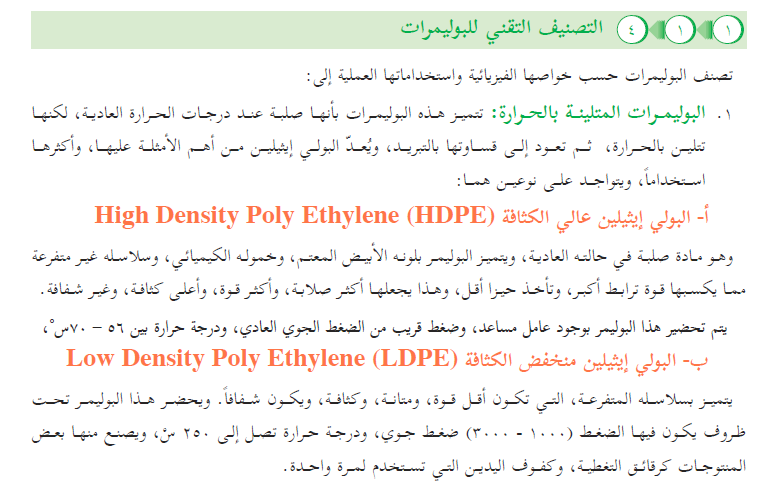 ١ ١ ٤ التصنيف التقني للبوليمرات
تصنف البوليمرات حسب خواصها الفيزيائية واستخداماتها العملية إلى:
١. البوليمرات المتلينة بالحرارة: تتميز هذه البوليمرات بأنها صلبة عند درجات الحرارة العادية، لكنها
تتلين بالحرارة، ثم تعود إلى قساوتها بالتبريد، ويُعدّ البولي إيثيلين من أهم الأمثلة عليها، وأكثرها
استخداماً، ويتواجد على نوعين هما:
أ- البولي إيثيلين عالي الكثافة High Density Poly Ethylene (HDPE)
وهو مادة صلبة في حالته العادية، ويتميز البوليمر بلونه الأبيض المعتم، وخموله الكيميائي، وسلاسله غير متفرعة
مما يكسبها قوة ترابط أكبر، وتأخذ حيزا أقل، وهذا يجعلها أكثر صلابة، وأكثر قوة، وأعلى كثافة، وغير شفافة.
يتم تحضير هذا البوليمر بوجود عامل مساعد، وضغط قريب من الضغط الجوي العادي، ودرجة حرارة بين ٥٦ – ٧٠س°،
ب- البولي إيثيلين منخفض الكثافة Low Density Poly Ethylene (LDPE)
يتميز بسلاسله المتفرعة، التي تكون أقل قوة، ومتانة، وكثافة، ويكون شفافاً. ويحضر هذا البوليمر تحت
ظروف يكون فيها الضغط (١٠٠٠ - ٣٠٠٠) ضغط جوي، ودرجة حرارة تصل إلى ٢٥٠ س°، ويصنع منها بعض
المنتوجات كرقائق التغطية، وكفوف اليدين التي تستخدم لمرة واحدة.